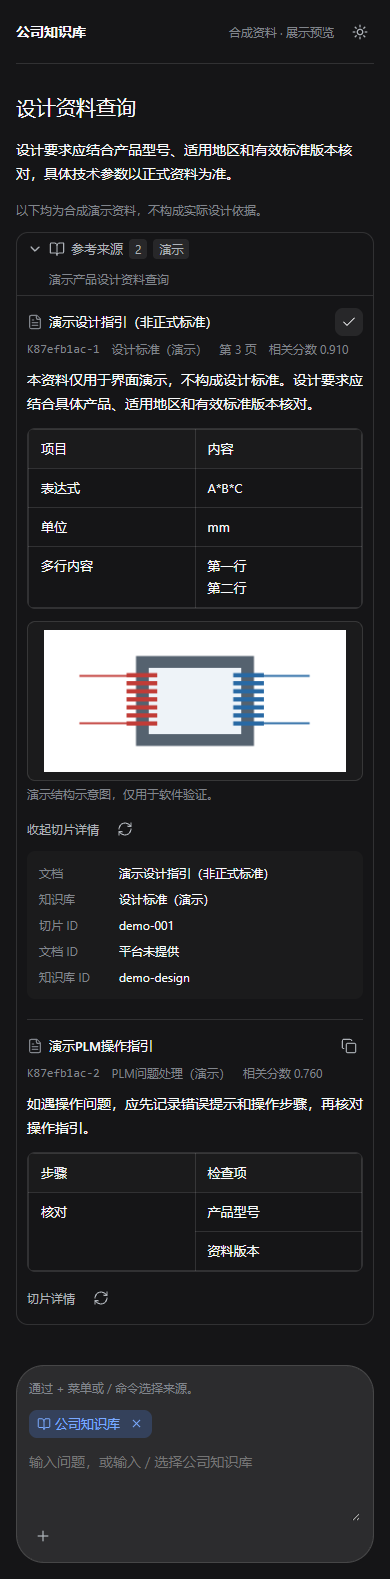 公司知识库
合成资料 · 展示预览
设计资料查询
设计要求应结合产品型号、适用地区和有效标准版本核
对，具体技术参数以正式资料为准。
以下均为合成演示资料，不构成实际设计依据。
参考来源 2 演示
演示产品设计资料查询
演示设计指引（非正式标准）
K87efb1ac-1 设计标准（演示） 第 3 页 相关分数 0.910
本资料仅用于界面演示，不构成设计标准。设计要求应
结合具体产品、适用地区和有效标准版本核对。
项目 内容
表达式 A*B*C
单位 mm
多行内容 第一行
第二行
演示结构示意图，仅用于软件验证。
收起切片详情
文档 演示设计指引（非正式标准）
知识库 设计标准（演示）
切片 ID demo-001
文档 ID 平台未提供
知识库 ID demo-design
演示PLM操作指引
K87efb1ac-2 PLM问题处理（演示） 相关分数 0.760
如遇操作问题，应先记录错误提示和操作步骤，再核对
操作指引。
步骤 检查项
核对 产品型号
资料版本
切片详情
通过 + 菜单或 / 命令选择来源。
公司知识库 ×
输入问题，或输入 / 选择公司知识库
+